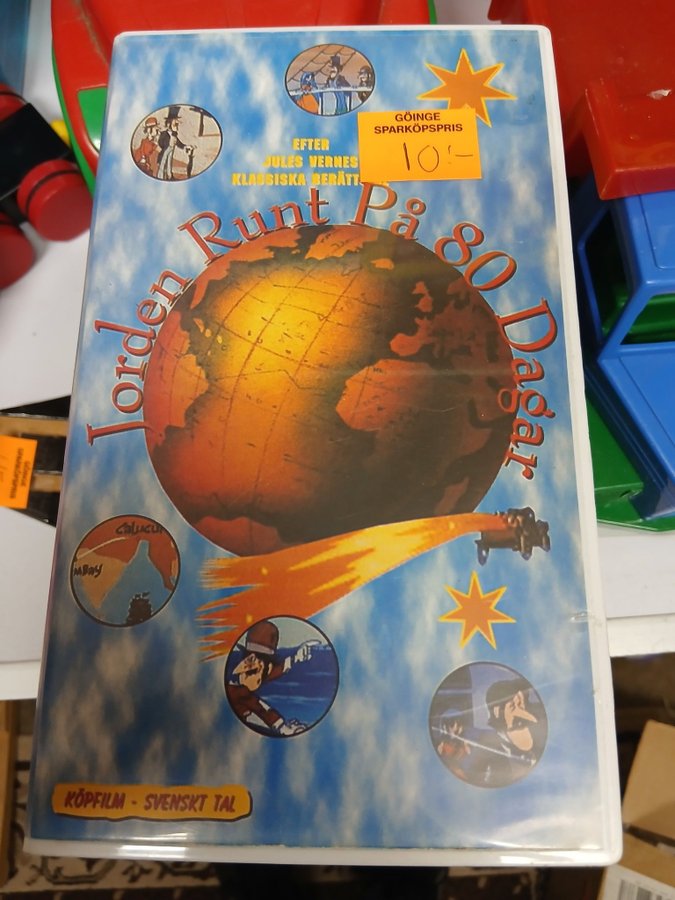 GÖINGE
SPARKÖPSPRIS
10:-
EFTER
JULES VERNES
KLASSISKA
Jorden Runt På 80 Dagar
KÖPFILM - SVENSKT TAL